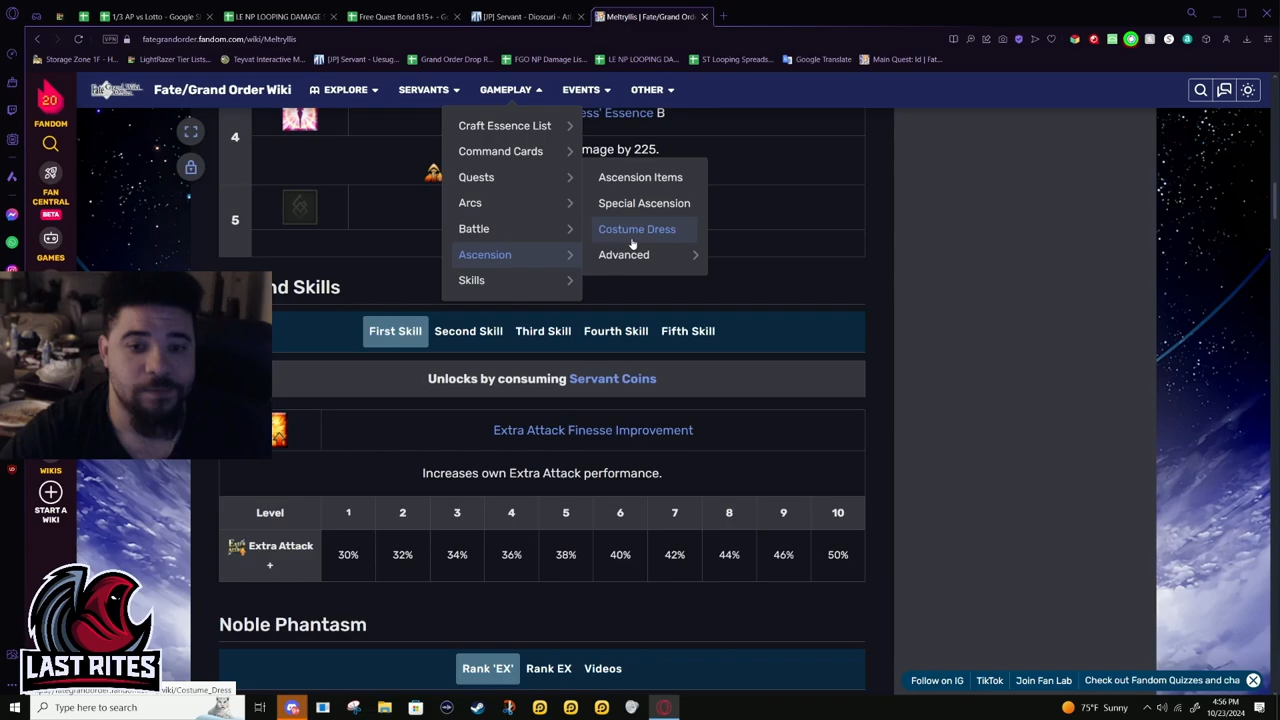 1/3 AP vs Lotto - Google S
LE NP LOOPING DAMAGE
Free Quest Bond 815+ - G
[JP] Servant - Dioscuri - Atl
Meltryllis | Fate/Grand Ord
VPN
fategrandorder.fandom.com/wiki/Meltryllis
Storage Zone 1F - H...
LightRazer Tier Lists...
Teyvat Interactive M...
[JP] Servant - Uesug...
Grand Order Drop R...
FGO NP Damage Lis...
LE NP LOOPING DA...
ST Looping Spreads...
Google Translate
Main Quest: Id | Fat...
20
FANDOM
FAN CENTRAL
BETA
GAMES
WIKIS
START A WIKI
Fate/Grand Order Wiki
EXPLORE
SERVANTS
GAMEPLAY
EVENTS
OTHER
Craft Essence List
Command Cards
Quests
Arcs
Battle
Ascension
Skills
Ascension Items
Special Ascension
Costume Dress
Advanced
4
ess' Essence B
mage by 225.
5
nd Skills
First Skill
Second Skill
Third Skill
Fourth Skill
Fifth Skill
Unlocks by consuming Servant Coins
Extra Attack Finesse Improvement
Increases own Extra Attack performance.
Level 1 2 3 4 5 6 7 8 9 10
Extra Attack + 30% 32% 34% 36% 38% 40% 42% 44% 46% 50%
Noble Phantasm
Rank 'EX'
Rank EX
Videos
LAST RITES
Follow on IG
TikTok
Join Fan Lab
Check out Fandom Quizzes and cha
Type here to search
75°F Sunny
4:56 PM
10/23/2024